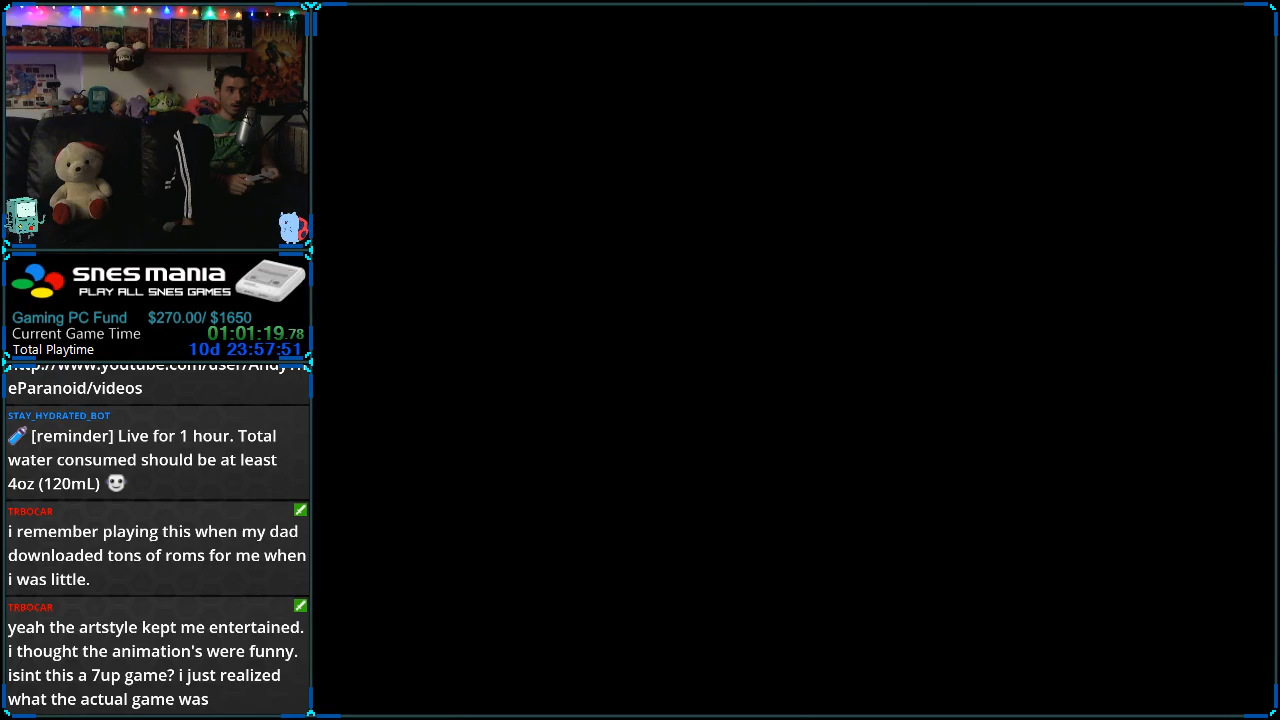 SNES MANIA
PLAY ALL SNES GAMES
Gaming PC Fund $270.00/ $1650
Current Game Time 01:01:19.78
Total Playtime 10d 23:57:51
eParanoid/videos
STAY_HYDRATED_BOT
[reminder] Live for 1 hour. Total
water consumed should be at least
4oz (120mL)
TRBOCAR
i remember playing this when my dad
downloaded tons of roms for me when
i was little.
TRBOCAR
yeah the artstyle kept me entertained.
i thought the animation's were funny.
isint this a 7up game? i just realized
what the actual game was